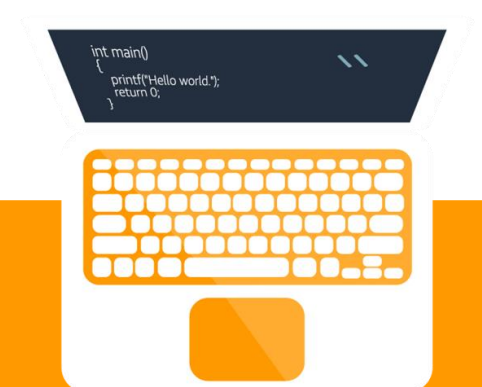 int main()
{
printf("Hello world.");
return 0;
}